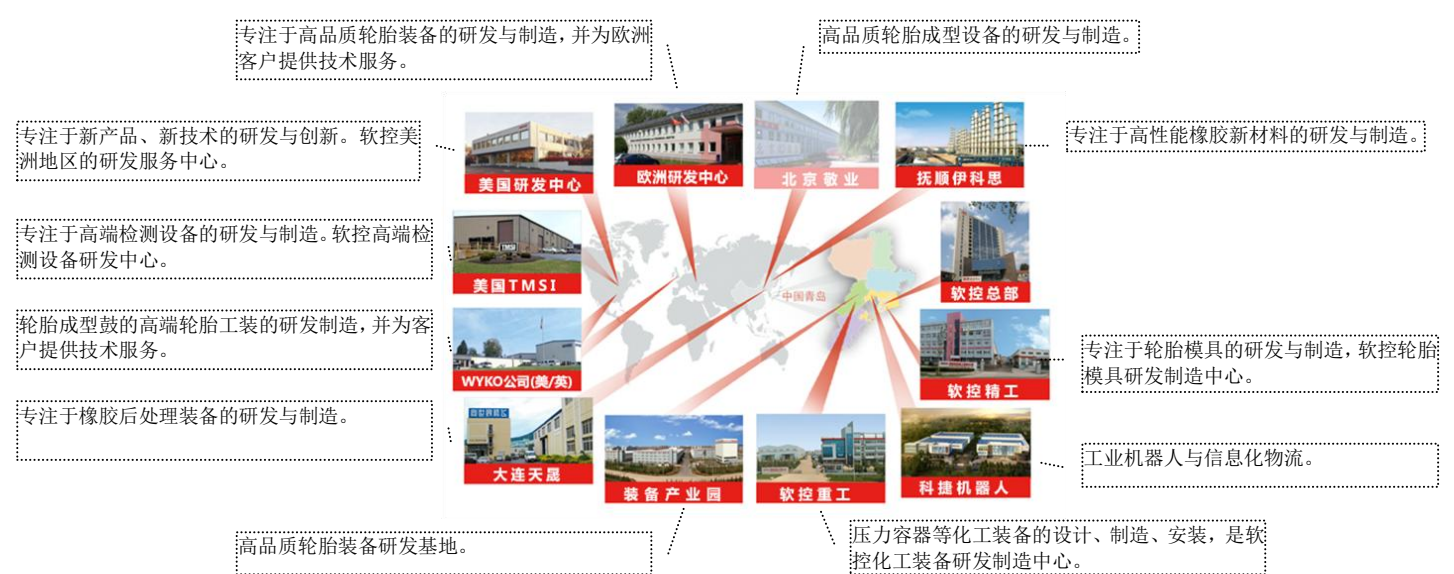 专注于高品质轮胎装备的研发与制造,并为欧洲
客户提供技术服务。
高品质轮胎成型设备的研发与制造。
专注于新产品、新技术的研发与创新。软控美
洲地区的研发服务中心。
专注于高性能橡胶新材料的研发与制造。
美国研发中心
欧洲研发中心
北京敬业
抚顺伊科思
专注于高端检测设备的研发与制造。软控高端检
测设备研发中心。
TMSI
美国TMSI
中国青岛
软控总部
轮胎成型鼓的高端轮胎工装的研发制造,并为客
户提供技术服务。
WYKO公司(美/英)
软控精工
专注于轮胎模具的研发与制造,软控轮胎
模具研发制造中心。
专注于橡胶后处理装备的研发与制造。
大连天晟
装备产业园
软控重工
科捷机器人
工业机器人与信息化物流。
高品质轮胎装备研发基地。
压力容器等化工装备的设计、制造、安装,是软
控化工装备研发制造中心。